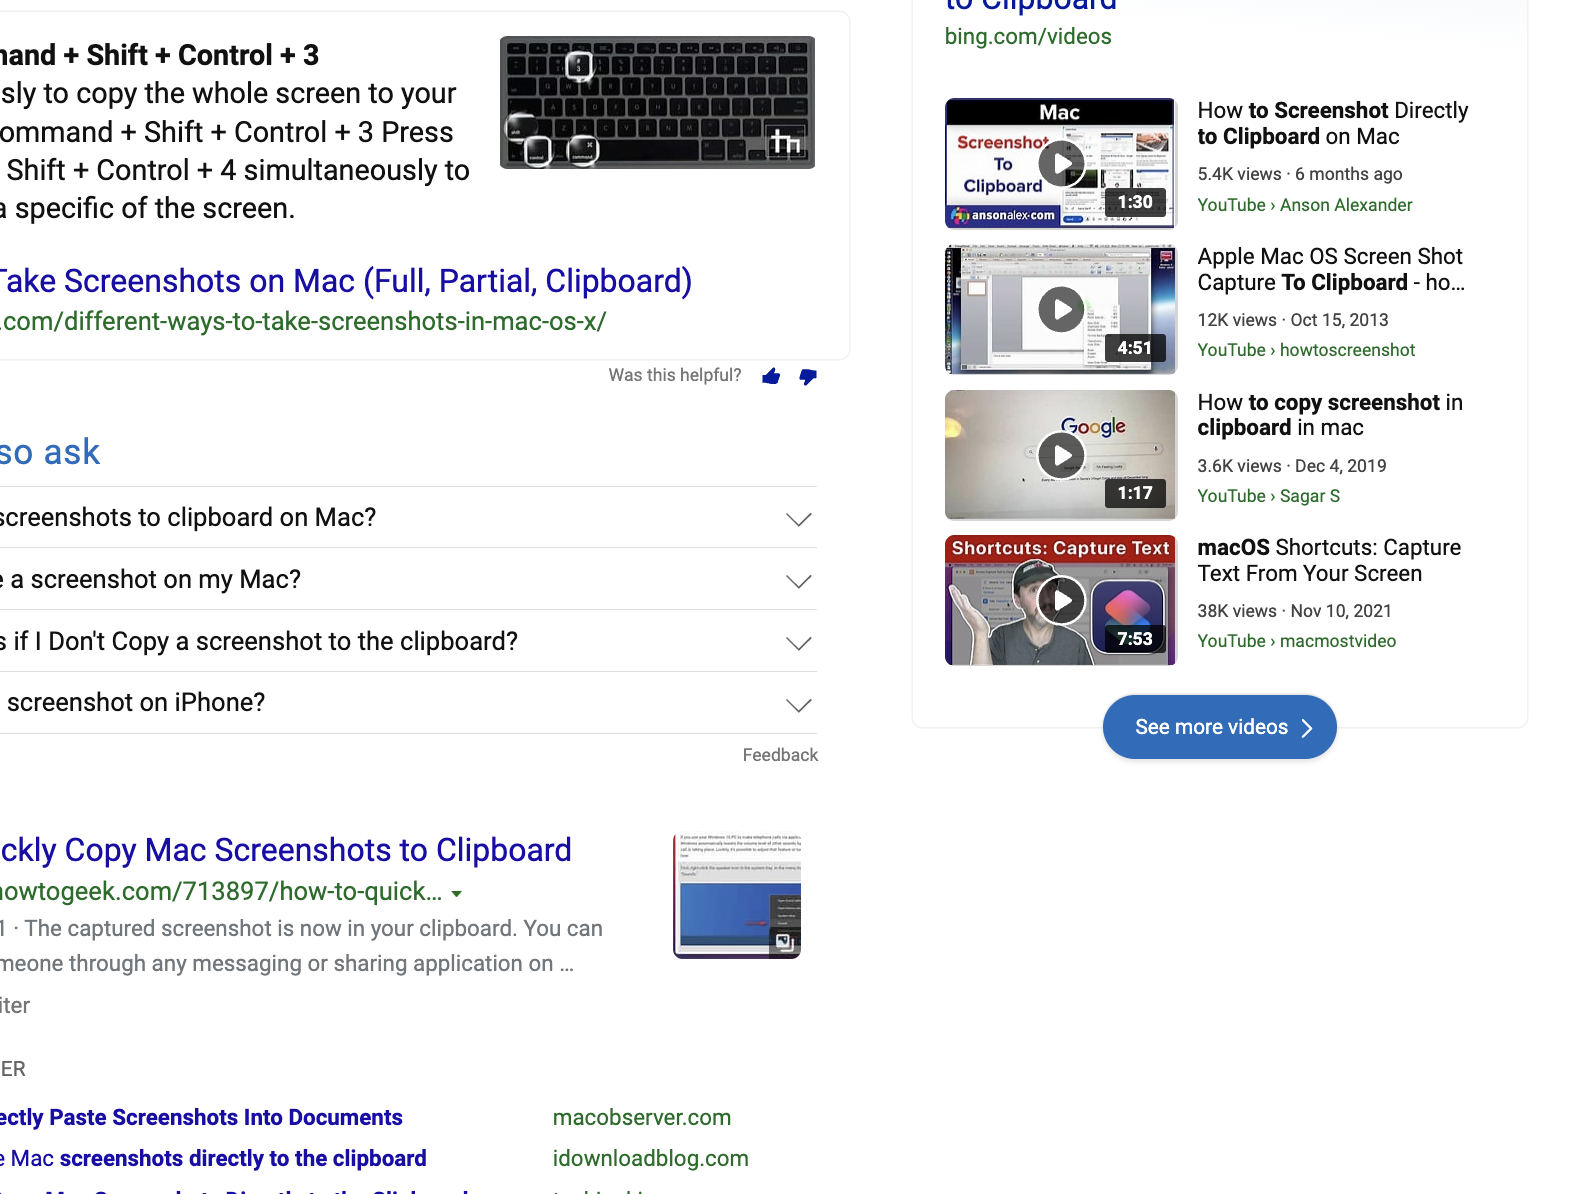 mand + Shift + Control + 3
sly to copy the whole screen to your
ommand + Shift + Control + 3 Press
Shift + Control + 4 simultaneously to
a specific of the screen.
Take Screenshots on Mac (Full, Partial, Clipboard)
.com/different-ways-to-take-screenshots-in-mac-os-x/
Was this helpful?
so ask
screenshots to clipboard on Mac?
e a screenshot on my Mac?
s if I Don't Copy a screenshot to the clipboard?
screenshot on iPhone?
Feedback
ckly Copy Mac Screenshots to Clipboard
howtogeek.com/713897/how-to-quick...
1 · The captured screenshot is now in your clipboard. You can
meone through any messaging or sharing application on ...
iter
ER
ectly Paste Screenshots Into Documents
macobserver.com
e Mac screenshots directly to the clipboard
idownloadblog.com
to Clipboard
bing.com/videos
Mac
Screenshot
To
Clipboard
ansonalex.com
1:30
How to Screenshot Directly
to Clipboard on Mac
5.4K views · 6 months ago
YouTube › Anson Alexander
4:51
Apple Mac OS Screen Shot
Capture To Clipboard - ho...
12K views · Oct 15, 2013
YouTube › howtoscreenshot
Google
1:17
How to copy screenshot in
clipboard in mac
3.6K views · Dec 4, 2019
YouTube › Sagar S
Shortcuts: Capture Text
7:53
macOS Shortcuts: Capture
Text From Your Screen
38K views · Nov 10, 2021
YouTube › macmostvideo
See more videos